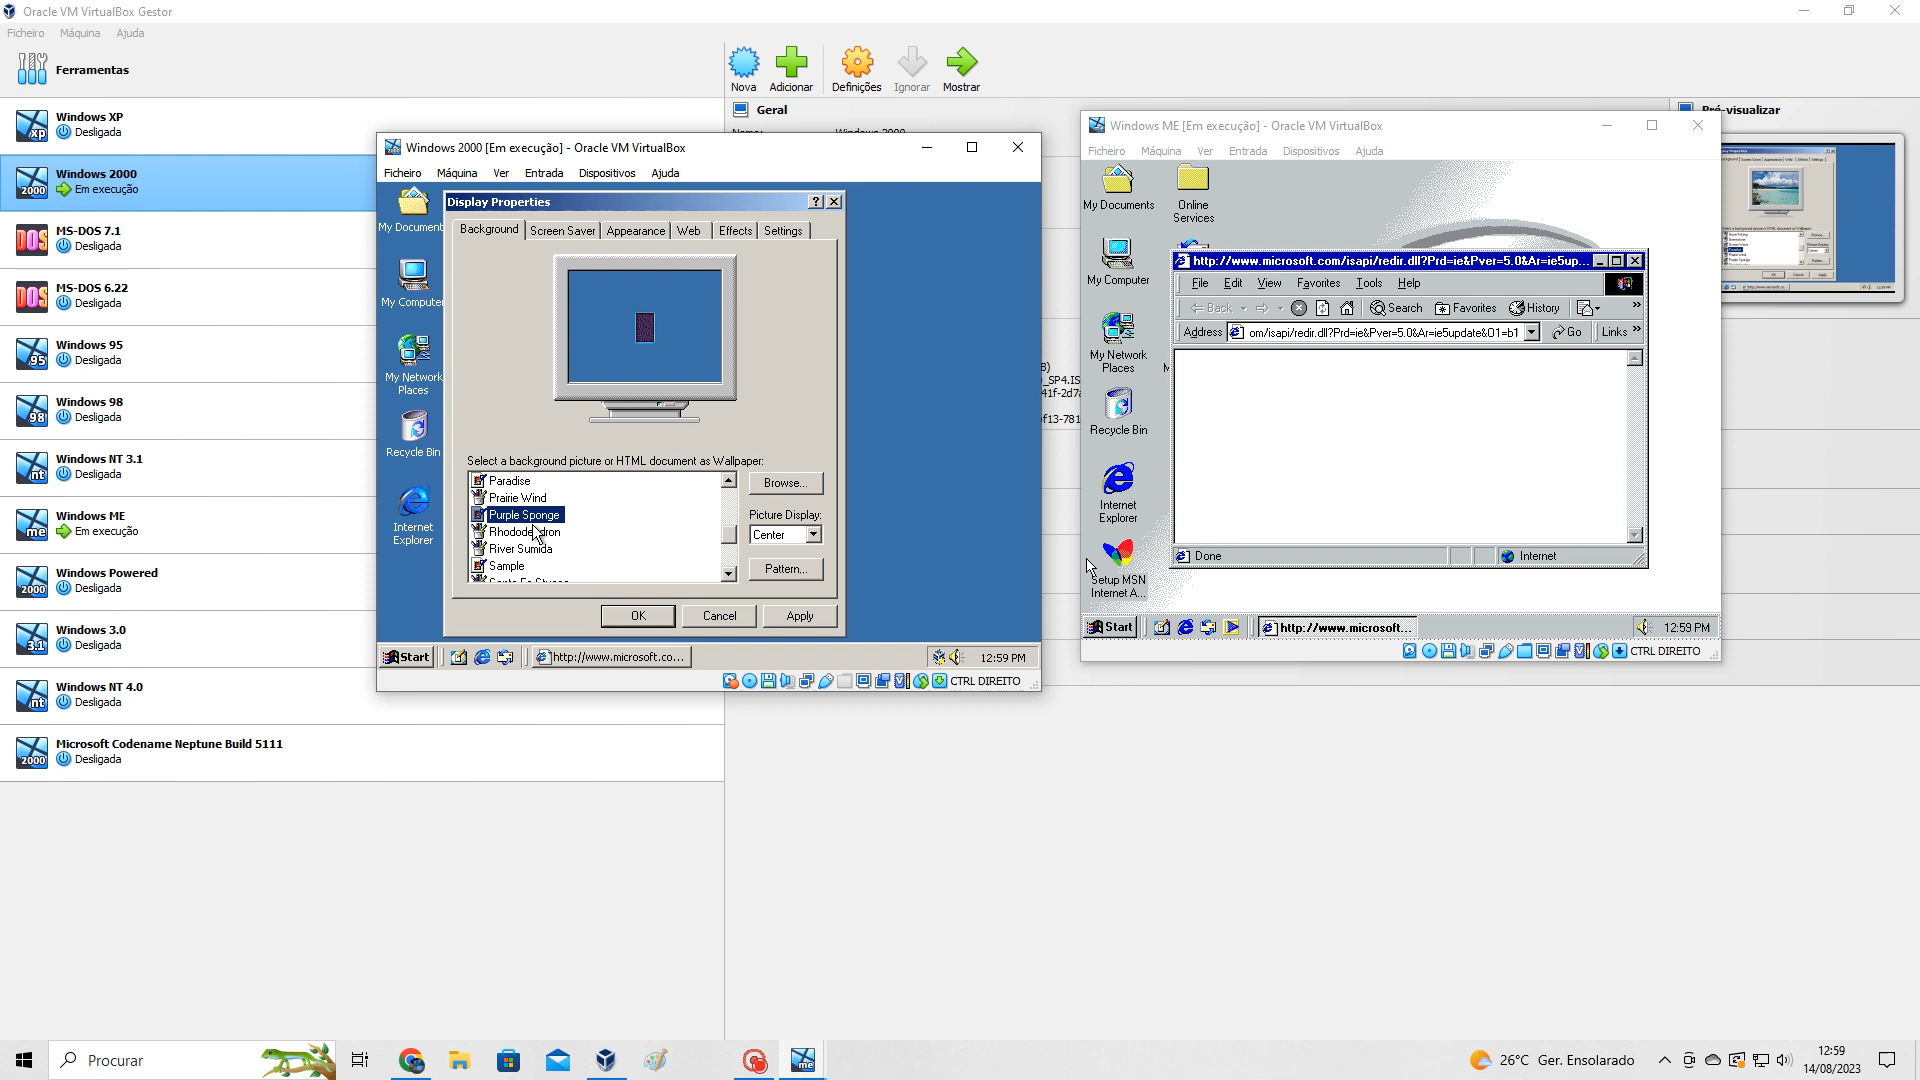 Oracle VM VirtualBox Gestor
Ficheiro Máquina Ajuda
Ferramentas
Nova Adicionar Definições Ignorar Mostrar
Geral
Pré-visualizar
Windows XP
Desligada
Windows 2000
Em execução
MS-DOS 7.1
Desligada
MS-DOS 6.22
Desligada
Windows 95
Desligada
Windows 98
Desligada
Windows NT 3.1
Desligada
Windows ME
Em execução
Windows Powered
Desligada
Windows 3.0
Desligada
Windows NT 4.0
Desligada
Microsoft Codename Neptune Build 5111
Desligada
Windows 2000 [Em execução] - Oracle VM VirtualBox
Ficheiro Máquina Ver Entrada Dispositivos Ajuda
My Document
My Compute
My Network
Places
Recycle Bin
Internet
Explorer
Display Properties
Background Screen Saver Appearance Web Effects Settings
Select a background picture or HTML document as Wallpaper:
Paradise
Prairie Wind
Purple Sponge
Rhododendron
River Sumida
Sample
Browse...
Picture Display:
Center
Pattern...
OK Cancel Apply
Start http://www.microsoft.co... 12:59 PM
CTRL DIREITO
_SP4.IS
41f-2d7
f13-781
Windows ME [Em execução] - Oracle VM VirtualBox
Ficheiro Máquina Ver Entrada Dispositivos Ajuda
My Documents
Online
Services
My Computer
My Network
Places
Recycle Bin
Internet
Explorer
Setup MSN
Internet A...
http://www.microsoft.com/isapi/redir.dll?Prd=ie&Pver=5.0&Ar=ie5up...
File Edit View Favorites Tools Help
Back Search Favorites History
Address om/isapi/redir.dll?Prd=ie&Pver=5.0&Ar=ie5update&O1=b1 Go Links
Done Internet
Start http://www.microsoft... 12:59 PM
CTRL DIREITO
Procurar
26°C Ger. Ensolarado
12:59
14/08/2023